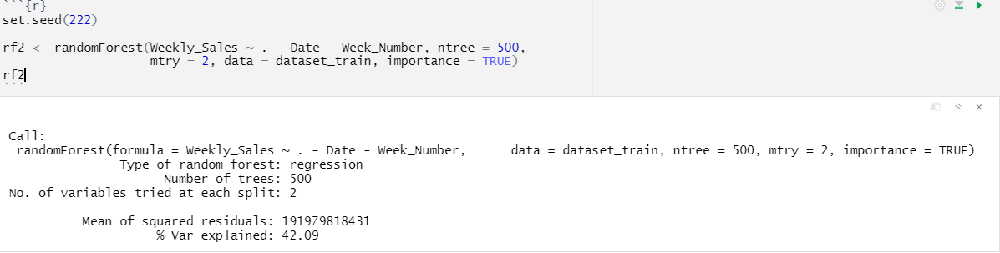 ```{r}
set.seed(222)
rf2 <- randomForest(Weekly_Sales ~ . - Date - Week_Number, ntree = 500,
mtry = 2, data = dataset_train, importance = TRUE)
rf2
```
Call:
randomForest(formula = Weekly_Sales ~ . - Date - Week_Number, data = dataset_train, ntree = 500, mtry = 2, importance = TRUE)
Type of random forest: regression
Number of trees: 500
No. of variables tried at each split: 2
Mean of squared residuals: 191979818431
% Var explained: 42.09